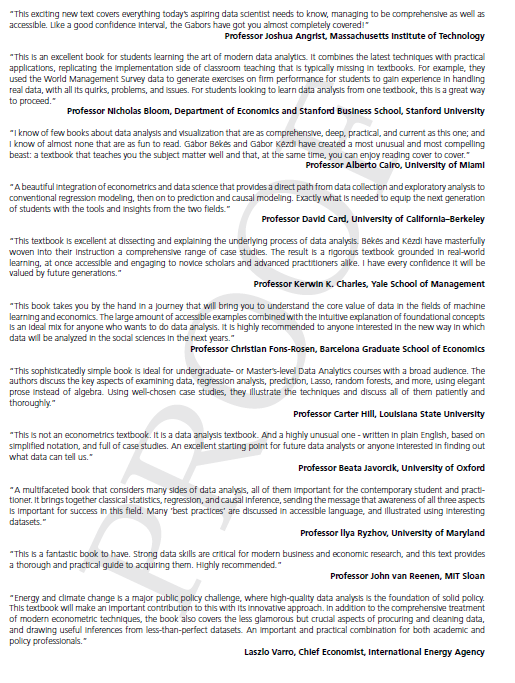 “This exciting new text covers everything today’s aspiring data scientist needs to know, managing to be comprehensive as well as
accessible. Like a good confidence interval, the Gabors have got you almost completely covered!”
Professor Joshua Angrist, Massachusetts Institute of Technology
“This is an excellent book for students learning the art of modern data analytics. It combines the latest techniques with practical
applications, replicating the implementation side of classroom teaching that is typically missing in textbooks. For example, they
used the World Management Survey data to generate exercises on firm performance for students to gain experience in handling
real data, with all its quirks, problems, and issues. For students looking to learn data analysis from one textbook, this is a great way
to proceed.”
Professor Nicholas Bloom, Department of Economics and Stanford Business School, Stanford University
“I know of few books about data analysis and visualization that are as comprehensive, deep, practical, and current as this one; and
I know of almost none that are as fun to read. Gábor Békés and Gábor Kézdi have created a most unusual and most compelling
beast: a textbook that teaches you the subject matter well and that, at the same time, you can enjoy reading cover to cover.”
Professor Alberto Cairo, University of Miami
“A beautiful integration of econometrics and data science that provides a direct path from data collection and exploratory analysis to
conventional regression modeling, then on to prediction and causal modeling. Exactly what is needed to equip the next generation
of students with the tools and insights from the two fields.”
Professor David Card, University of California–Berkeley
“This textbook is excellent at dissecting and explaining the underlying process of data analysis. Békés and Kézdi have masterfully
woven into their instruction a comprehensive range of case studies. The result is a rigorous textbook grounded in real-world
learning, at once accessible and engaging to novice scholars and advanced practitioners alike. I have every confidence it will be
valued by future generations.”
Professor Kerwin K. Charles, Yale School of Management
“This book takes you by the hand in a journey that will bring you to understand the core value of data in the fields of machine
learning and economics. The large amount of accessible examples combined with the intuitive explanation of foundational concepts
is an ideal mix for anyone who wants to do data analysis. It is highly recommended to anyone interested in the new way in which
data will be analyzed in the social sciences in the next years.”
Professor Christian Fons-Rosen, Barcelona Graduate School of Economics
“This sophisticatedly simple book is ideal for undergraduate- or Master’s-level Data Analytics courses with a broad audience. The
authors discuss the key aspects of examining data, regression analysis, prediction, Lasso, random forests, and more, using elegant
prose instead of algebra. Using well-chosen case studies, they illustrate the techniques and discuss all of them patiently and
thoroughly.”
Professor Carter Hill, Louisiana State University
“This is not an econometrics textbook. It is a data analysis textbook. And a highly unusual one - written in plain English, based on
simplified notation, and full of case studies. An excellent starting point for future data analysts or anyone interested in finding out
what data can tell us.”
Professor Beata Javorcik, University of Oxford
“A multifaceted book that considers many sides of data analysis, all of them important for the contemporary student and practi-
tioner. It brings together classical statistics, regression, and causal inference, sending the message that awareness of all three aspects
is important for success in this field. Many ‘best practices’ are discussed in accessible language, and illustrated using interesting
datasets.”
Professor Ilya Ryzhov, University of Maryland
“This is a fantastic book to have. Strong data skills are critical for modern business and economic research, and this text provides
a thorough and practical guide to acquiring them. Highly recommended.”
Professor John van Reenen, MIT Sloan
“Energy and climate change is a major public policy challenge, where high-quality data analysis is the foundation of solid policy.
This textbook will make an important contribution to this with its innovative approach. In addition to the comprehensive treatment
of modern econometric techniques, the book also covers the less glamorous but crucial aspects of procuring and cleaning data,
and drawing useful inferences from less-than-perfect datasets. An important and practical combination for both academic and
policy professionals.”
Laszlo Varro, Chief Economist, International Energy Agency
PROOF